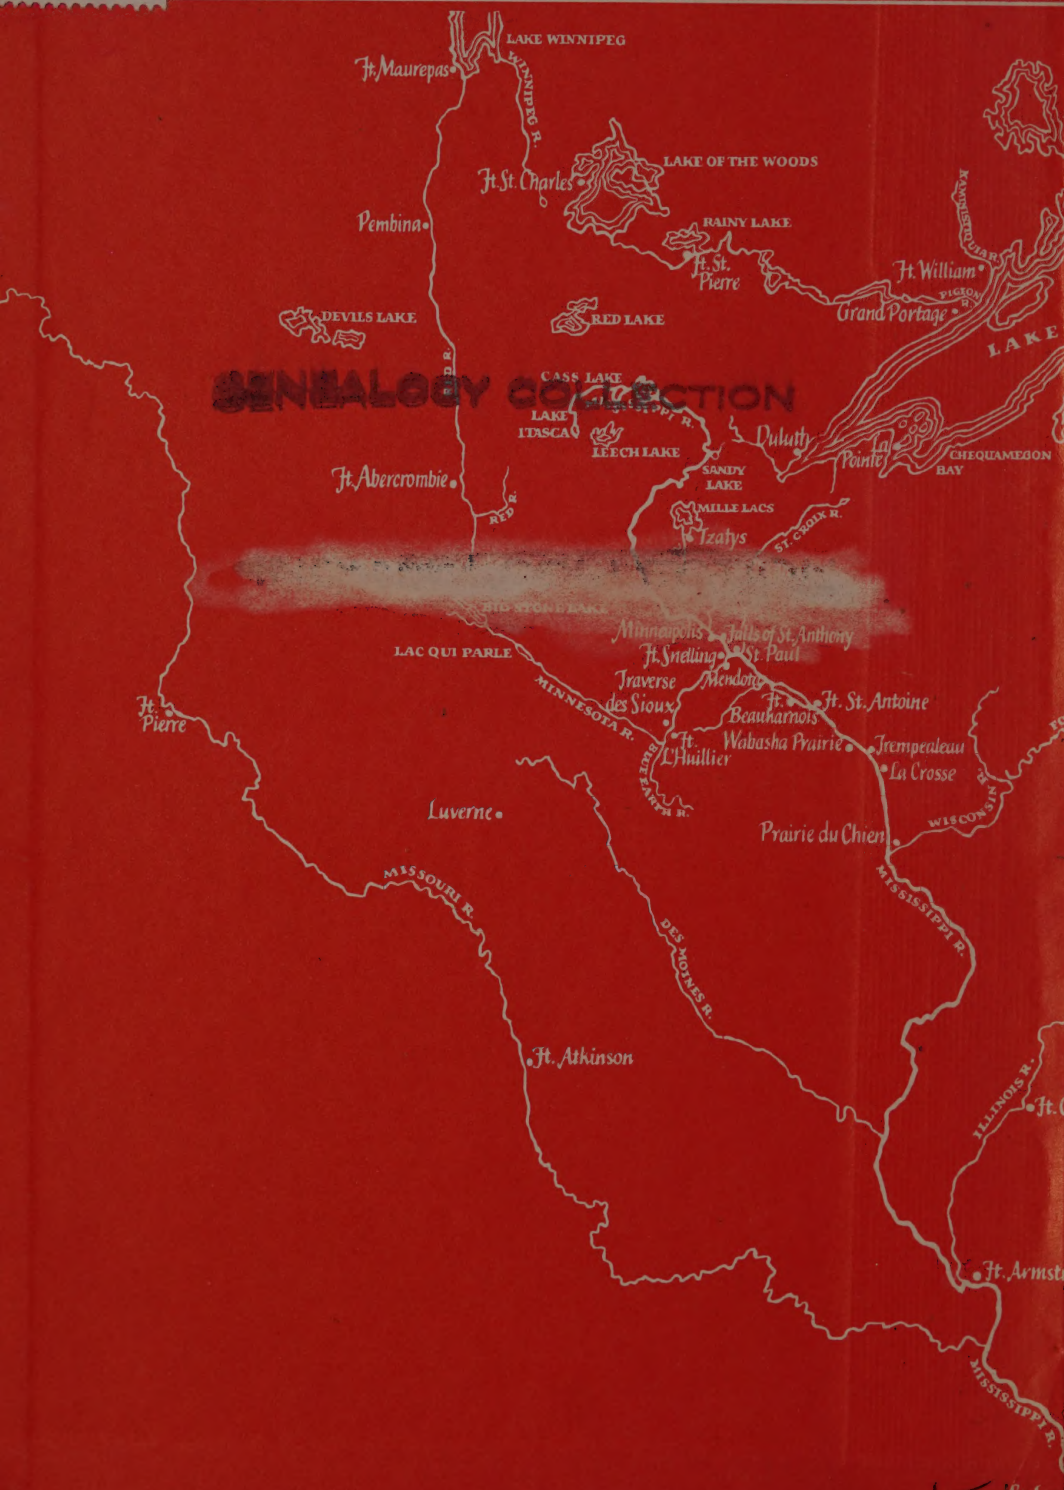 LAKE WINNIPEG
Ft. Maurepas
WINNIPEG R.
LAKE OF THE WOODS
Ft. St. Charles
Pembina
RAINY LAKE
Ft. St.
Pierre
KAMINISTIQUIA R.
Ft. William
PIGEON
R.
Grand Portage
LAKE
DEVILS LAKE
RED LAKE
RED R.
GENEALOGY COLLECTION
CASS LAKE
MISSISSIPPI R.
LAKE
ITASCA
LEECH LAKE
Duluth
La
Pointe
CHEQUAMEGON
BAY
SANDY
LAKE
Ft. Abercrombie
RED R.
MILLE LACS
Izatys
ST. CROIX R.
BIG STONE LAKE
Minneapolis
Falls of St. Anthony
LAC QUI PARLE
Ft. Snelling
St. Paul
Traverse
des Sioux
Mendota
MINNESOTA R.
Ft.
Beauharnois
Ft. St. Antoine
Ft.
Pierre
Ft.
L'Huillier
Wabasha Prairie
Trempealeau
La Crosse
BLUE EARTH R.
Luverne
WISCONSIN R.
Prairie du Chien
MISSOURI R.
MISSISSIPPI R.
DES MOINES R.
Ft. Atkinson
ILLINOIS R.
Ft. C
Ft. Armst
MISSISSIPPI R.